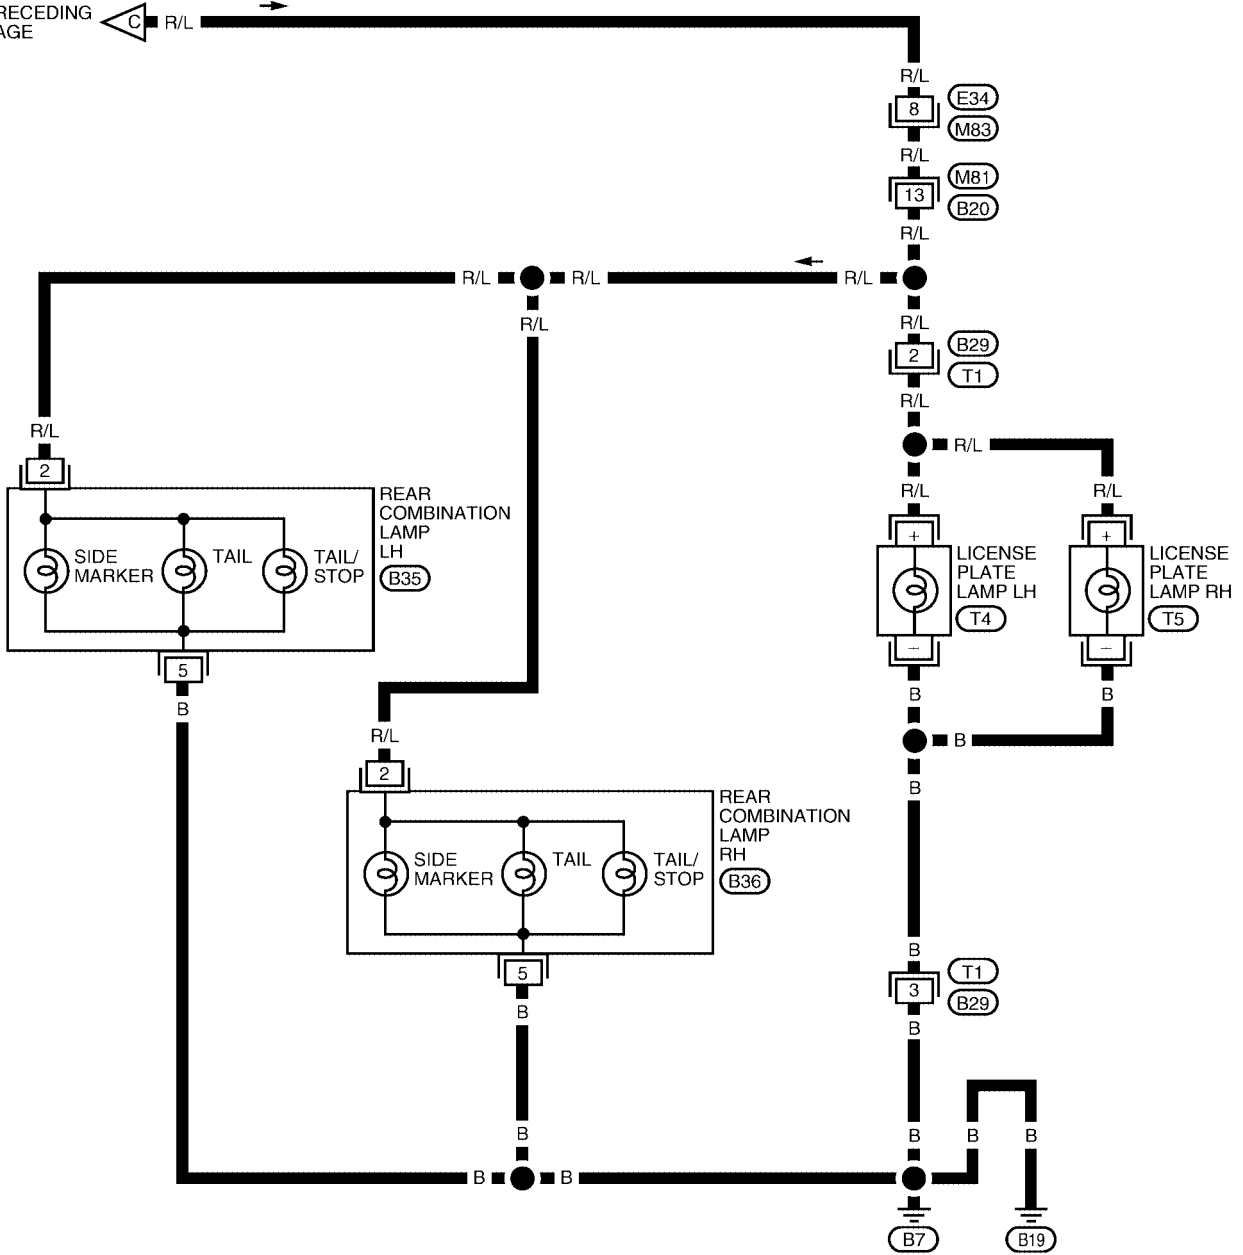 RECEDING
AGE
C
R/L
R/L
8
E34
M83
R/L
13
M81
B20
R/L
R/L
R/L
R/L
R/L
R/L
2
B29
T1
R/L
R/L
R/L
R/L
R/L
2
REAR
COMBINATION
LAMP
LH
B35
SIDE
MARKER
TAIL
TAIL/
STOP
5
B
+
LICENSE
PLATE
LAMP LH
T4
–
+
LICENSE
PLATE
LAMP RH
T5
–
B
B
B
B
R/L
2
REAR
COMBINATION
LAMP
RH
B36
SIDE
MARKER
TAIL
TAIL/
STOP
5
B
B
3
T1
B29
B
B
B
B
B
B
B
B7
B19